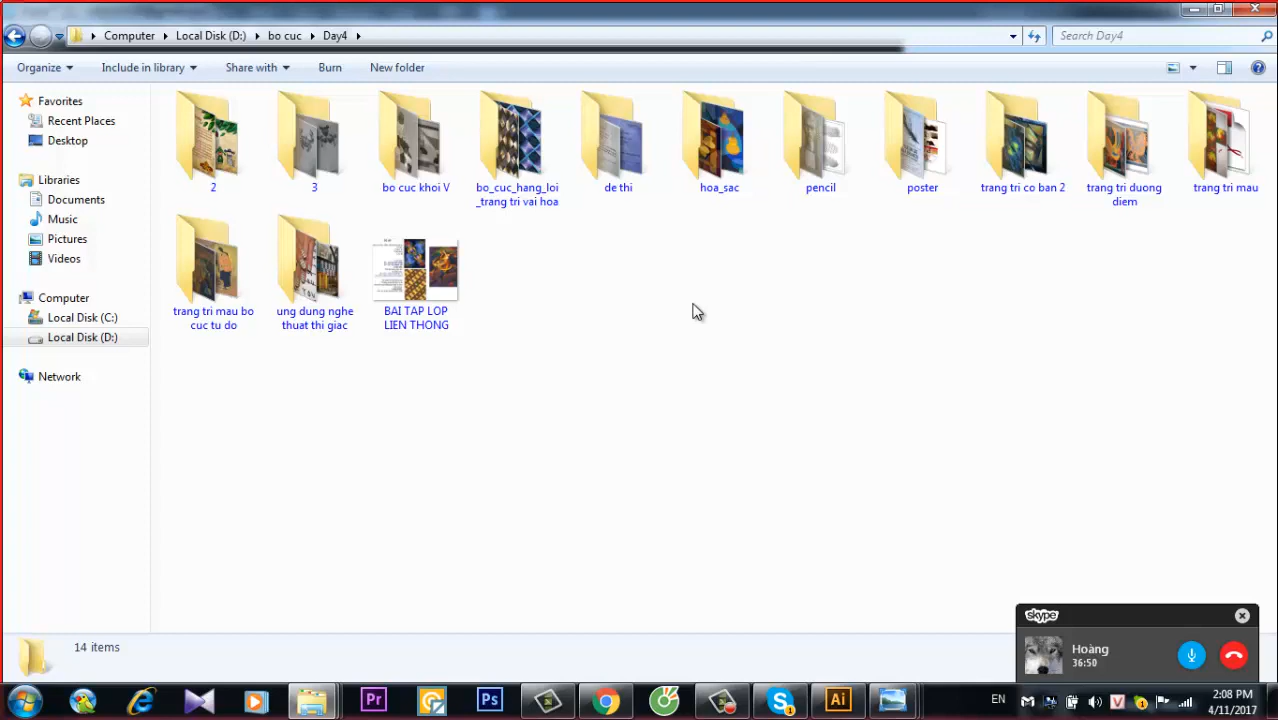 Computer
Local Disk (D:)
bo cuc
Day4
Search Day4
Organize
Include in library
Share with
Burn
New folder
Favorites
Recent Places
Desktop
Libraries
Documents
Music
Pictures
Videos
Computer
Local Disk (C:)
Local Disk (D:)
Network
2
3
bo cuc khoi V
bo_cuc_hang_loi
_trang tri vai hoa
de thi
hoa_sac
pencil
poster
trang tri co ban 2
trang tri duong
diem
trang tri mau
trang tri mau bo
cuc tu do
ung dung nghe
thuat thi giac
BAI TAP LOP
LIEN THONG
14 items
skype
Hoàng
36:50
Pr
Ps
1
Ai
EN
V
2:08 PM
4/11/2017